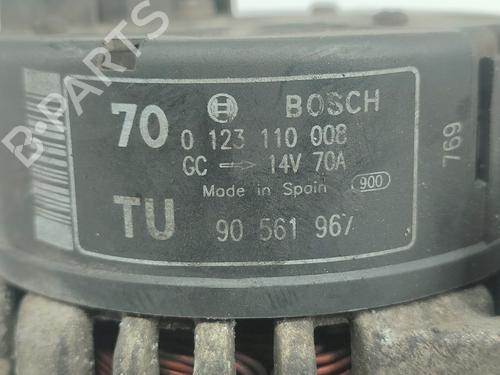 70 BOSCH
0 123 110 008
GC → 14V 70A
Made in Spain 900
TU 90 561 967
769
B-PARTS